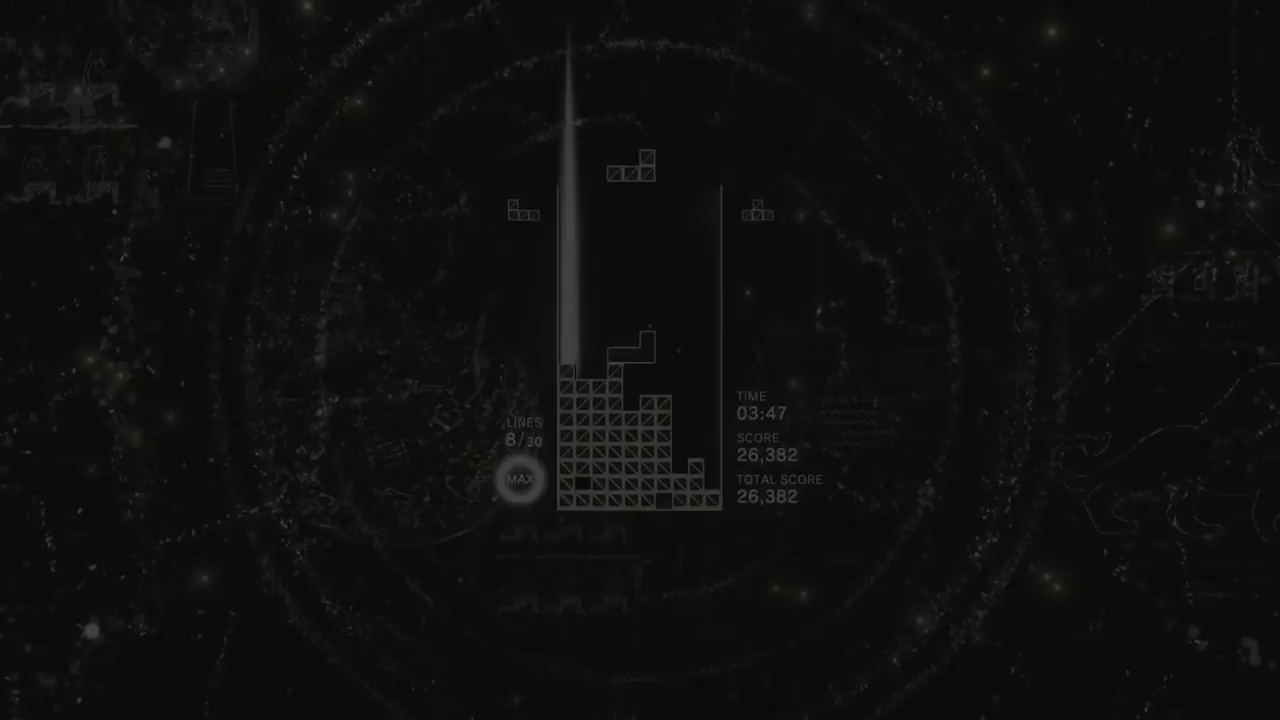 LINES
8/30
MAX
TIME
03:47
SCORE
26,382
TOTAL SCORE
26,382